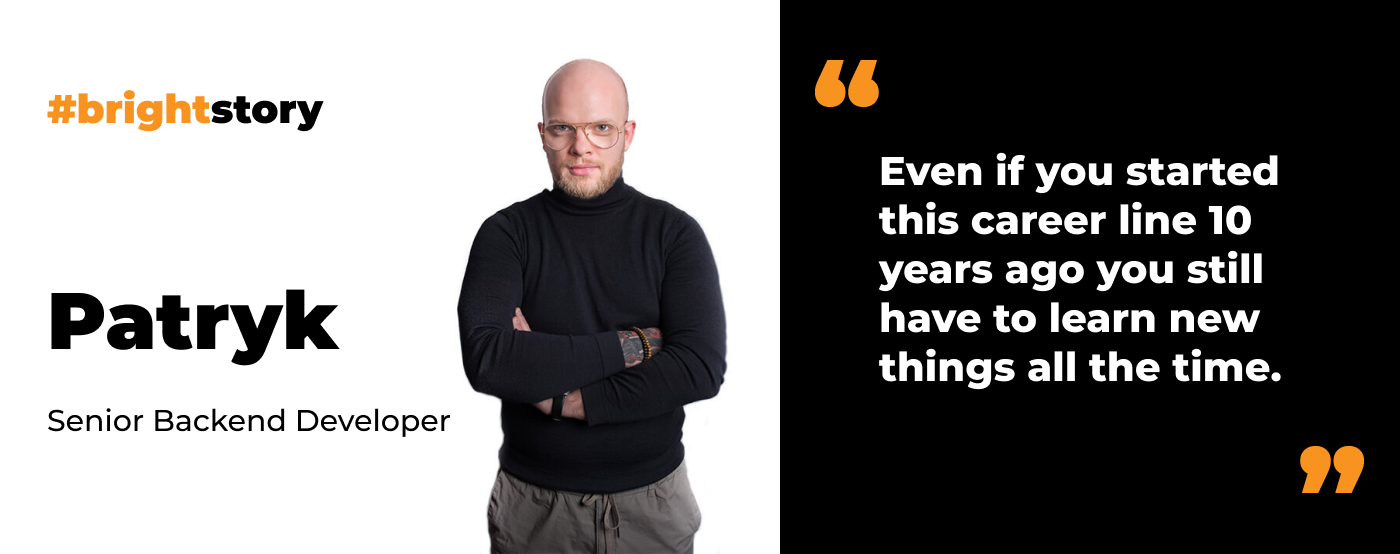 #brightstory
Patryk
Senior Backend Developer
“
Even if you started
this career line 10
years ago you still
have to learn new
things all the time.
”